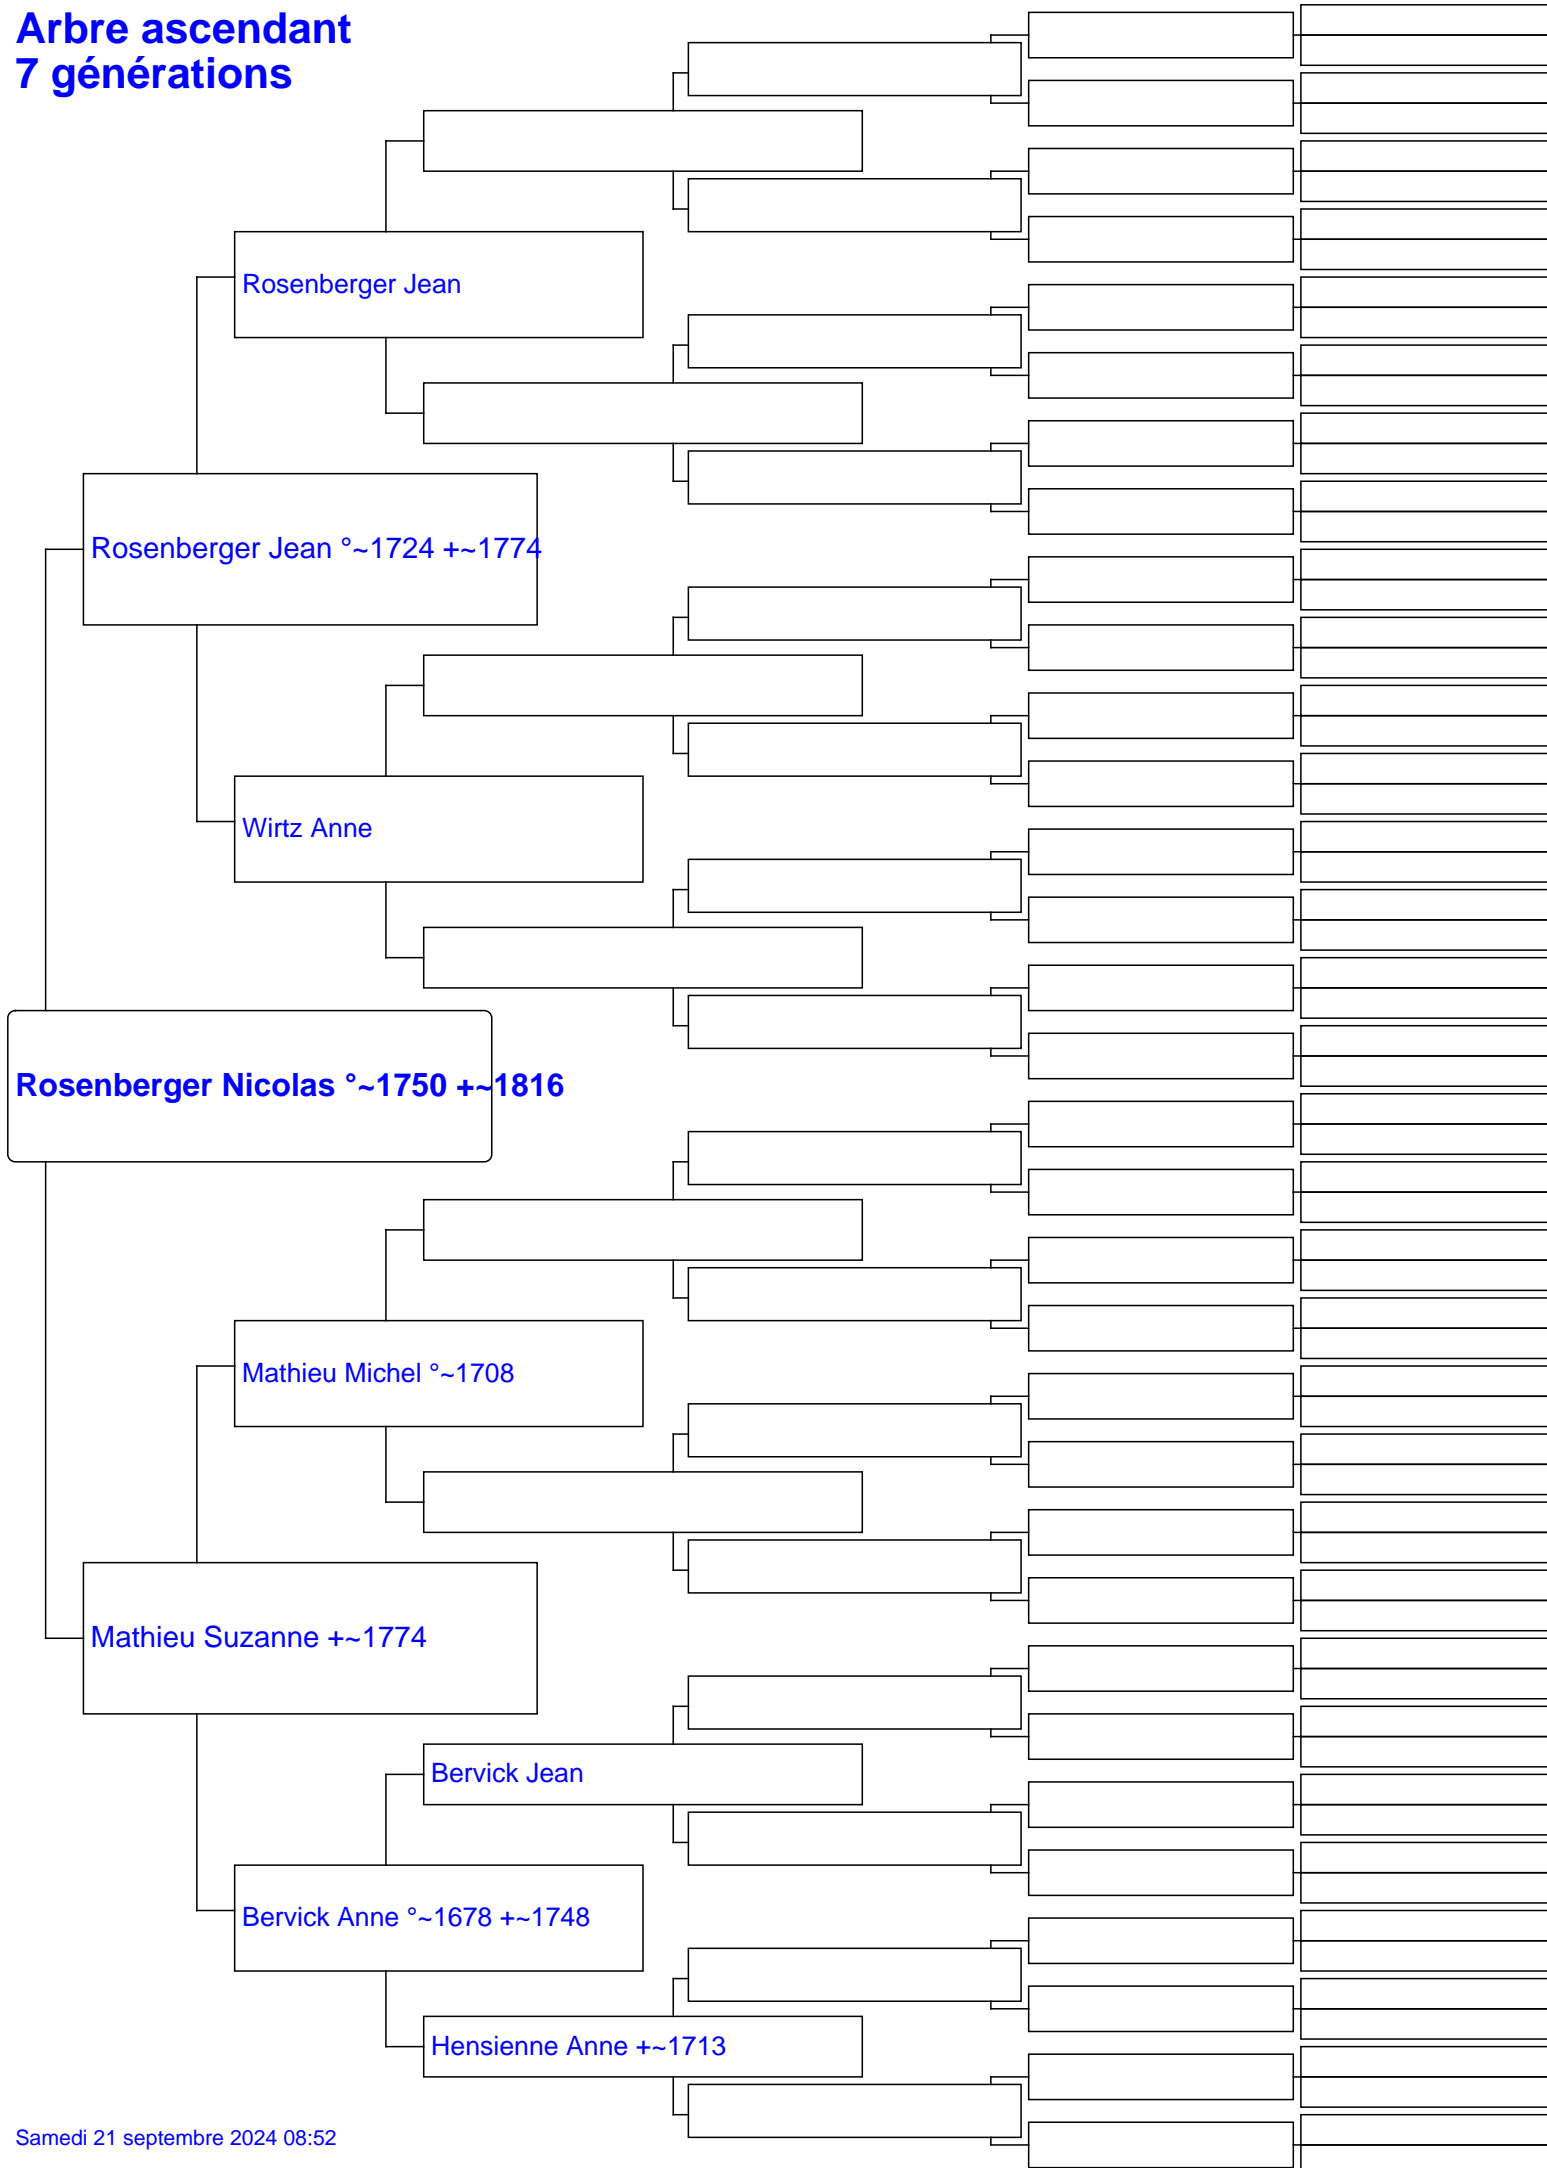 Arbre ascendant
7 générations
Rosenberger Jean
Rosenberger Jean °~1724 +~1774
Wirtz Anne
Rosenberger Nicolas °~1750 +~1816
Mathieu Michel °~1708
Mathieu Suzanne +~1774
Bervick Jean
Bervick Anne °~1678 +~1748
Hensienne Anne +~1713
Samedi 21 septembre 2024 08:52